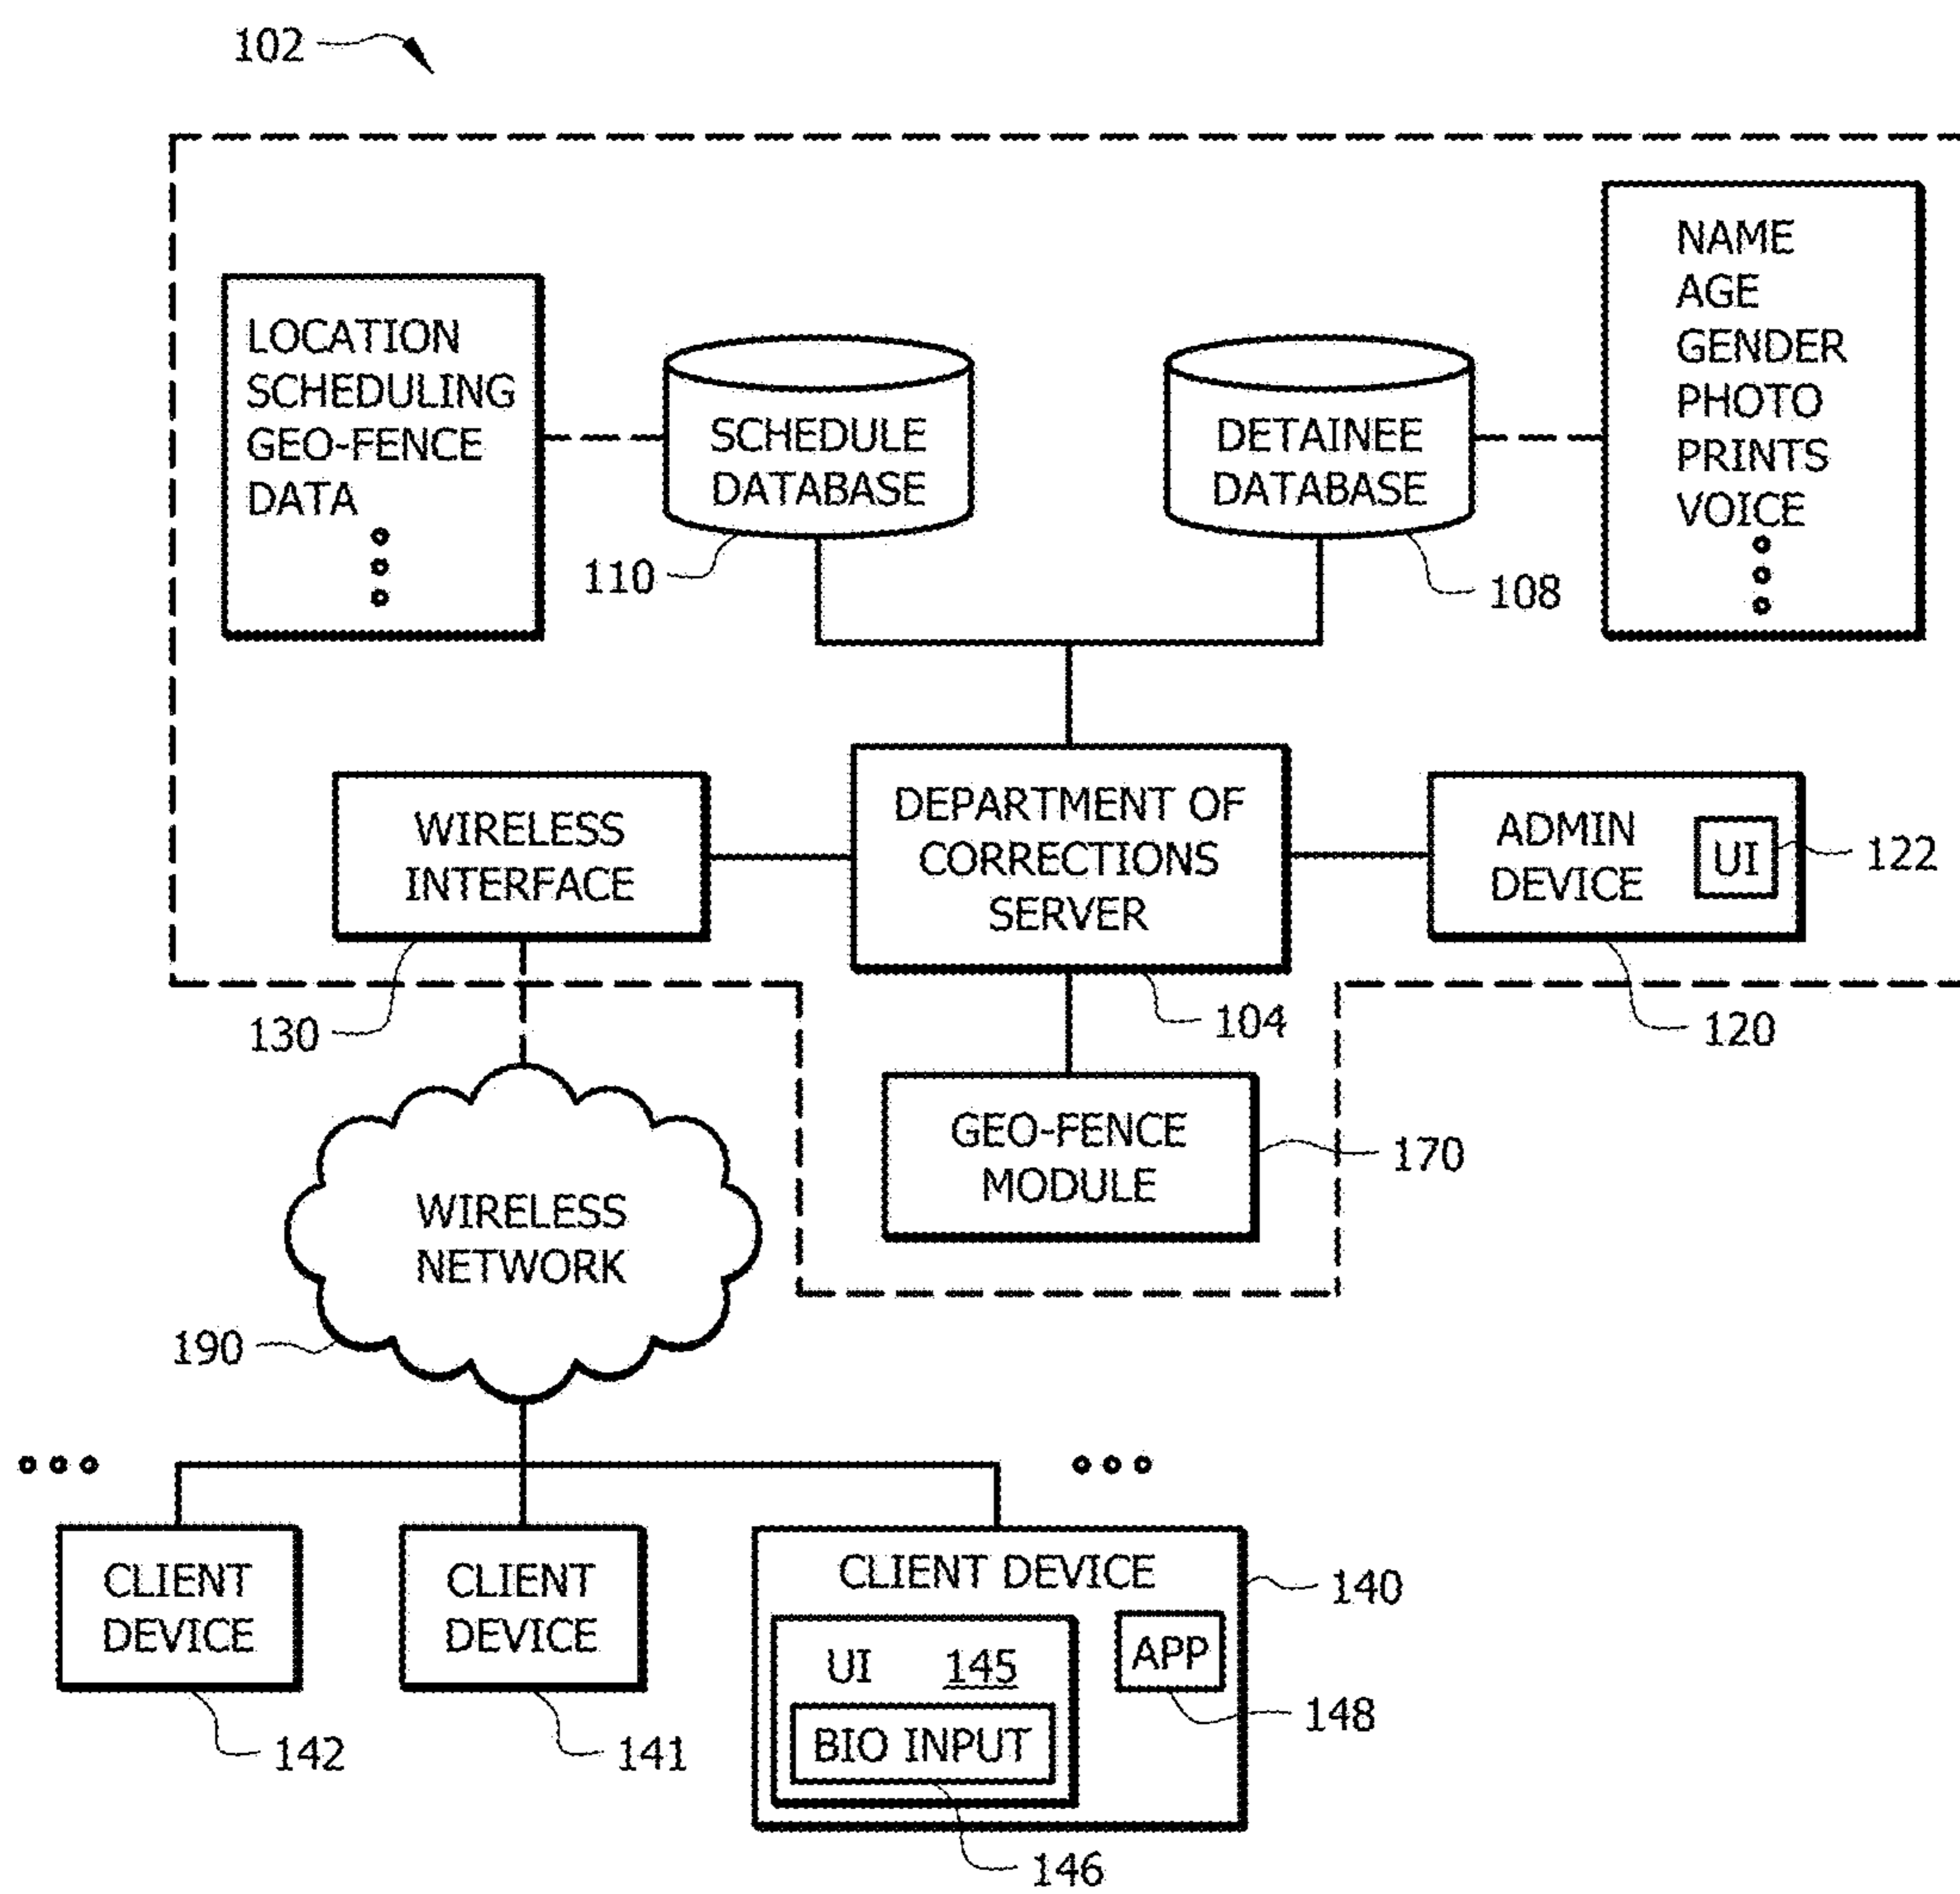 102
LOCATION
SCHEDULING
GEO-FENCE
DATA
SCHEDULE
DATABASE
110
DETAINEE
DATABASE
108
NAME
AGE
GENDER
PHOTO
PRINTS
VOICE
WIRELESS
INTERFACE
130
DEPARTMENT OF
CORRECTIONS
SERVER
104
ADMIN
DEVICE
UI
122
120
GEO-FENCE
MODULE
170
WIRELESS
NETWORK
190
CLIENT
DEVICE
142
CLIENT
DEVICE
141
CLIENT DEVICE
140
UI 145
BIO INPUT
146
APP
148